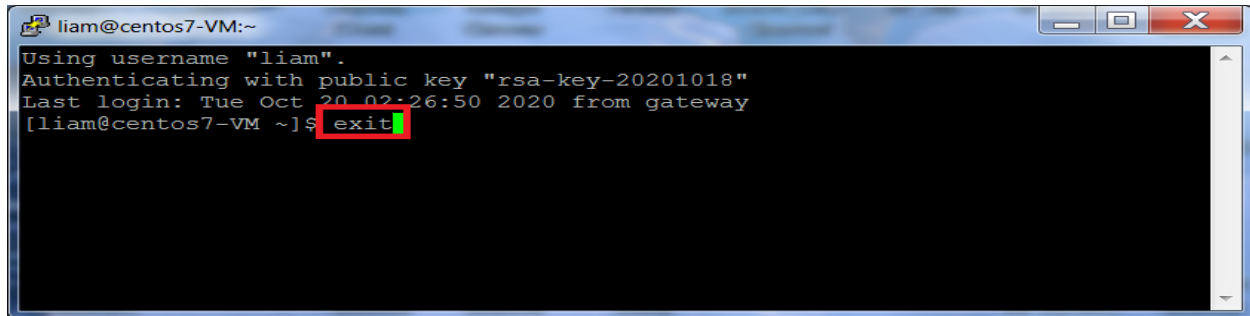 liam@centos7-VM:~
Using username "liam".
Authenticating with public key "rsa-key-20201018"
Last login: Tue Oct 20 02:26:50 2020 from gateway
[liam@centos7-VM ~]$ exit